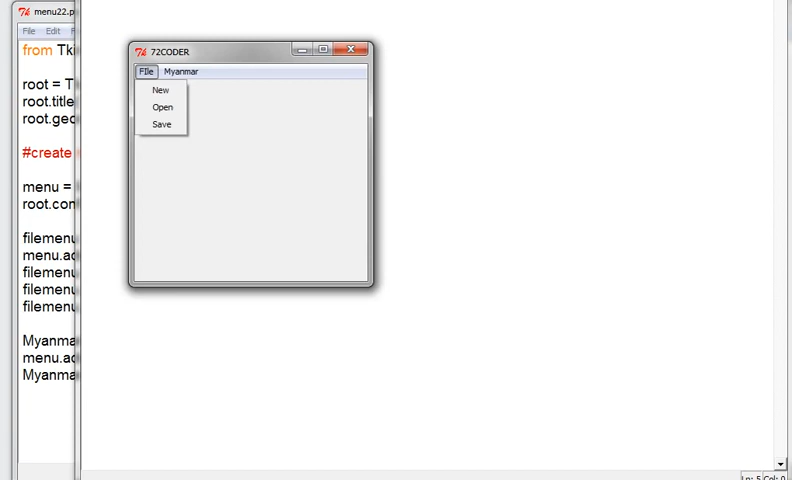 menu22.p
File Edit F
from Tki
root = T
root.title
root.geo
#create
menu =
root.con
filemenu
menu.ad
filemenu
filemenu
filemenu
Myanma
menu.ad
Myanma
72CODER
FIle Myanmar
New
Open
Save
Ln: 5 Col: 0